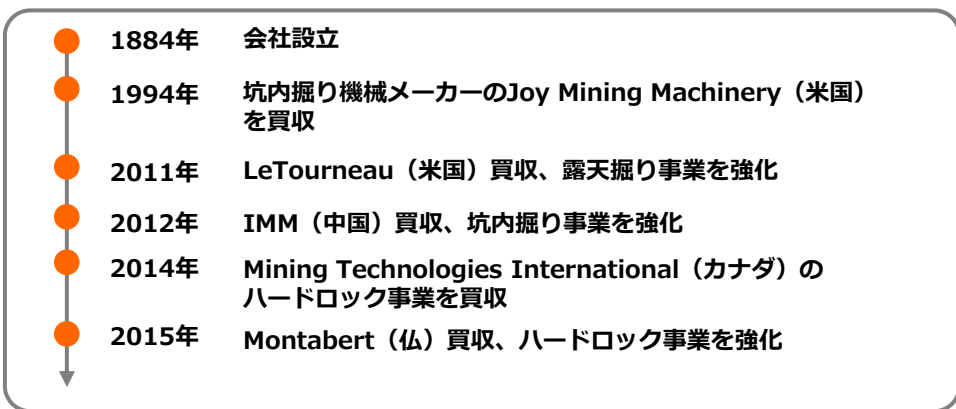 1884年 会社設立
1994年 坑内掘り機械メーカーのJoy Mining Machinery（米国）
を買収
2011年 LeTourneau（米国）買収、露天掘り事業を強化
2012年 IMM（中国）買収、坑内掘り事業を強化
2014年 Mining Technologies International（カナダ）の
ハードロック事業を買収
2015年 Montabert（仏）買収、ハードロック事業を強化